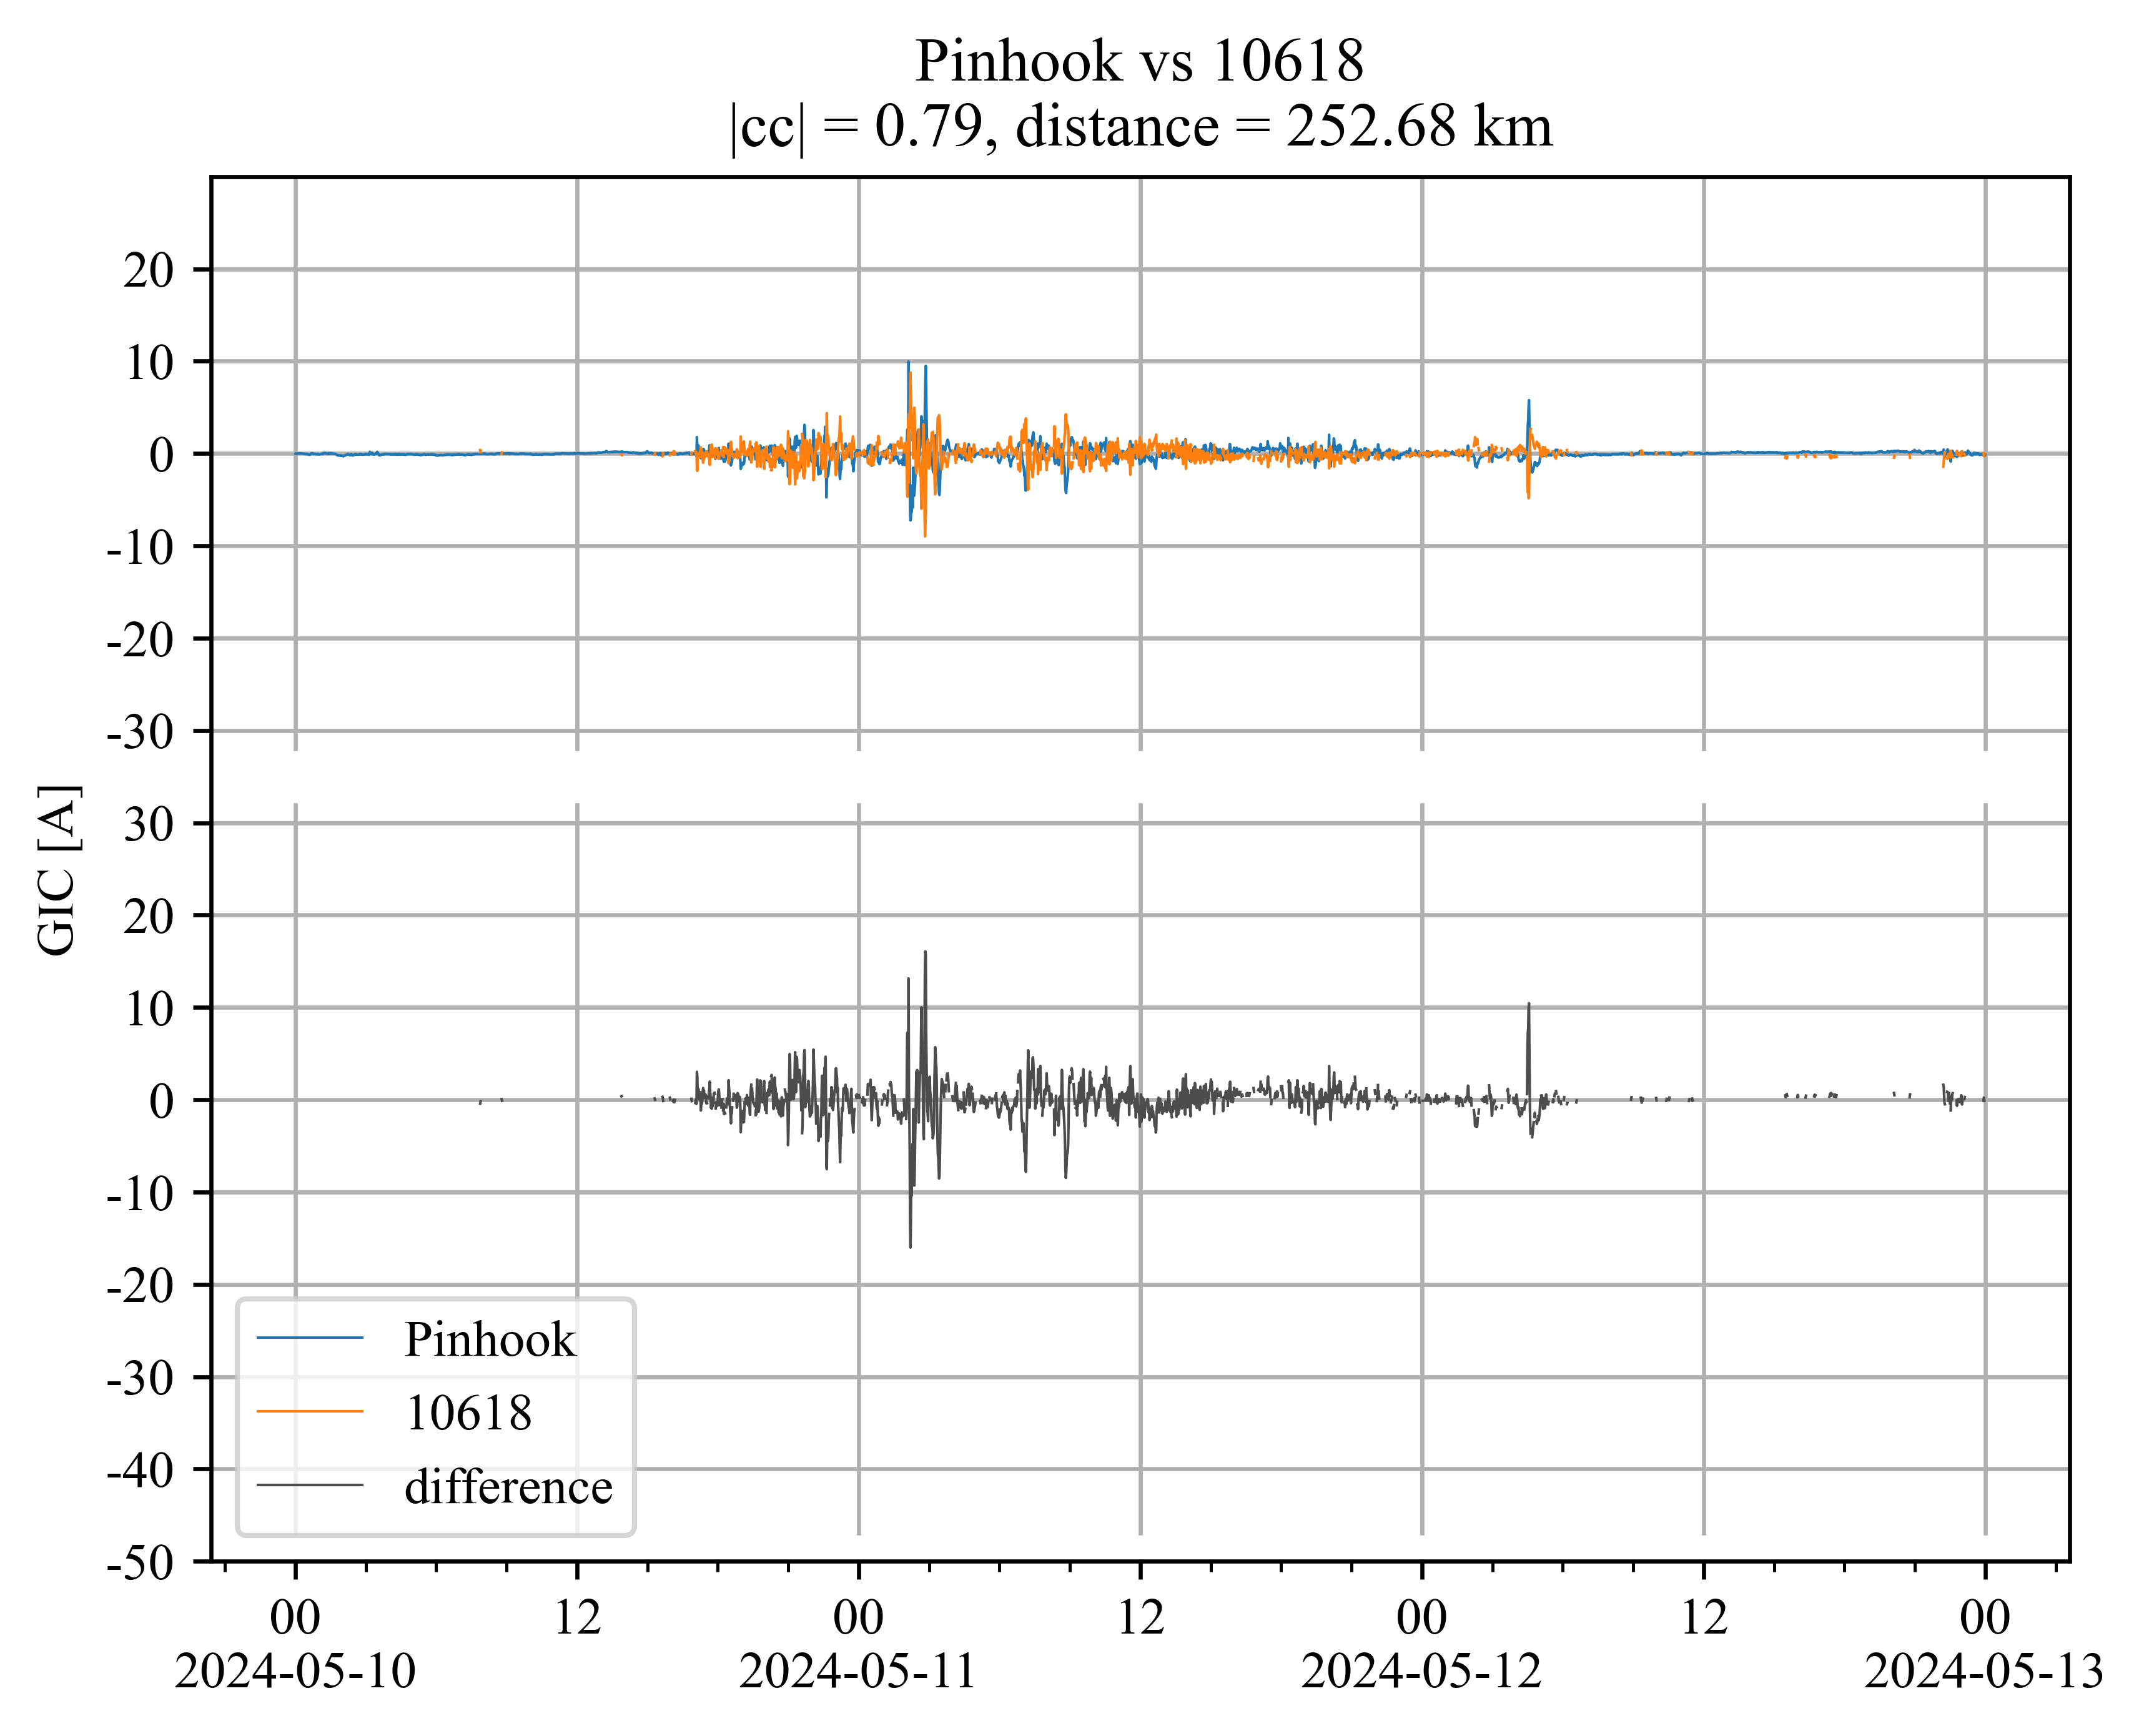 Pinhook vs 10618
|cc| = 0.79, distance = 252.68 km
20
10
0
-10
-20
-30
30
20
10
0
-10
-20
-30
-40
-50
GIC [A]
Pinhook
10618
difference
00 12 00 12 00 12 00
2024-05-10 2024-05-11 2024-05-12 2024-05-13